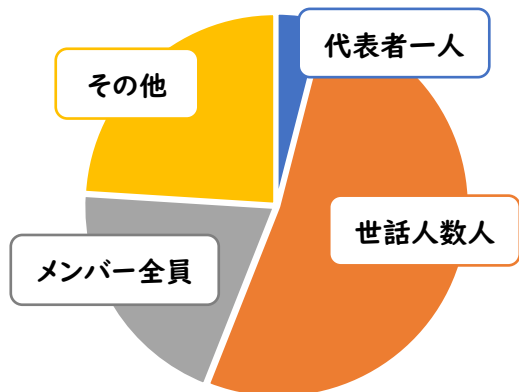 代表者一人
その他
世話人数人
メンバー全員